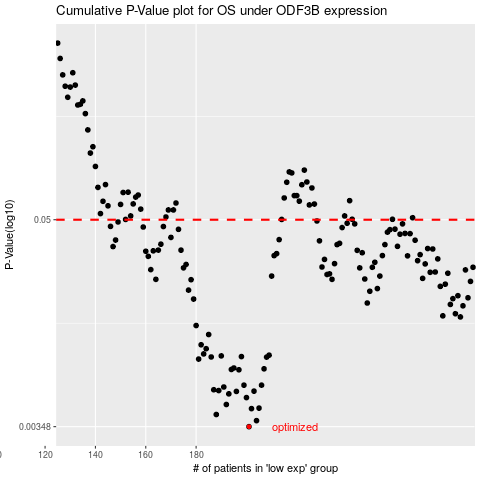 Cumulative P-Value plot for OS under ODF3B expression
P-Value(log10)
0.05
0.00348
optimized
0 120 140 160 180
# of patients in 'low exp' group